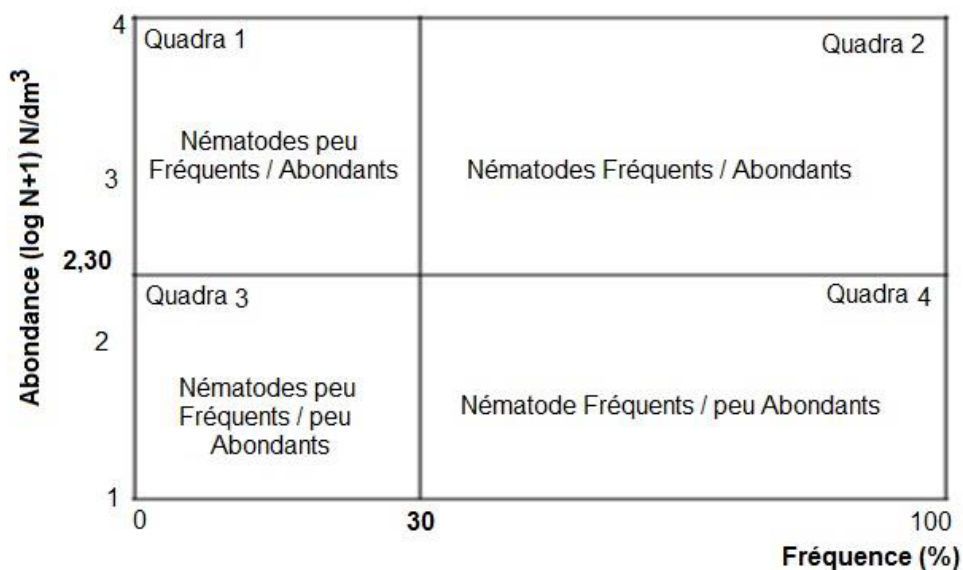 Abondance (log N+1) N/dm³
4
3
2,30
2
1
Quadra 1
Nématodes peu
Fréquents / Abondants
Quadra 2
Nématodes Fréquents / Abondants
Quadra 3
Nématodes peu
Fréquents / peu
Abondants
Quadra 4
Nématode Fréquents / peu Abondants
0
30
100
Fréquence (%)